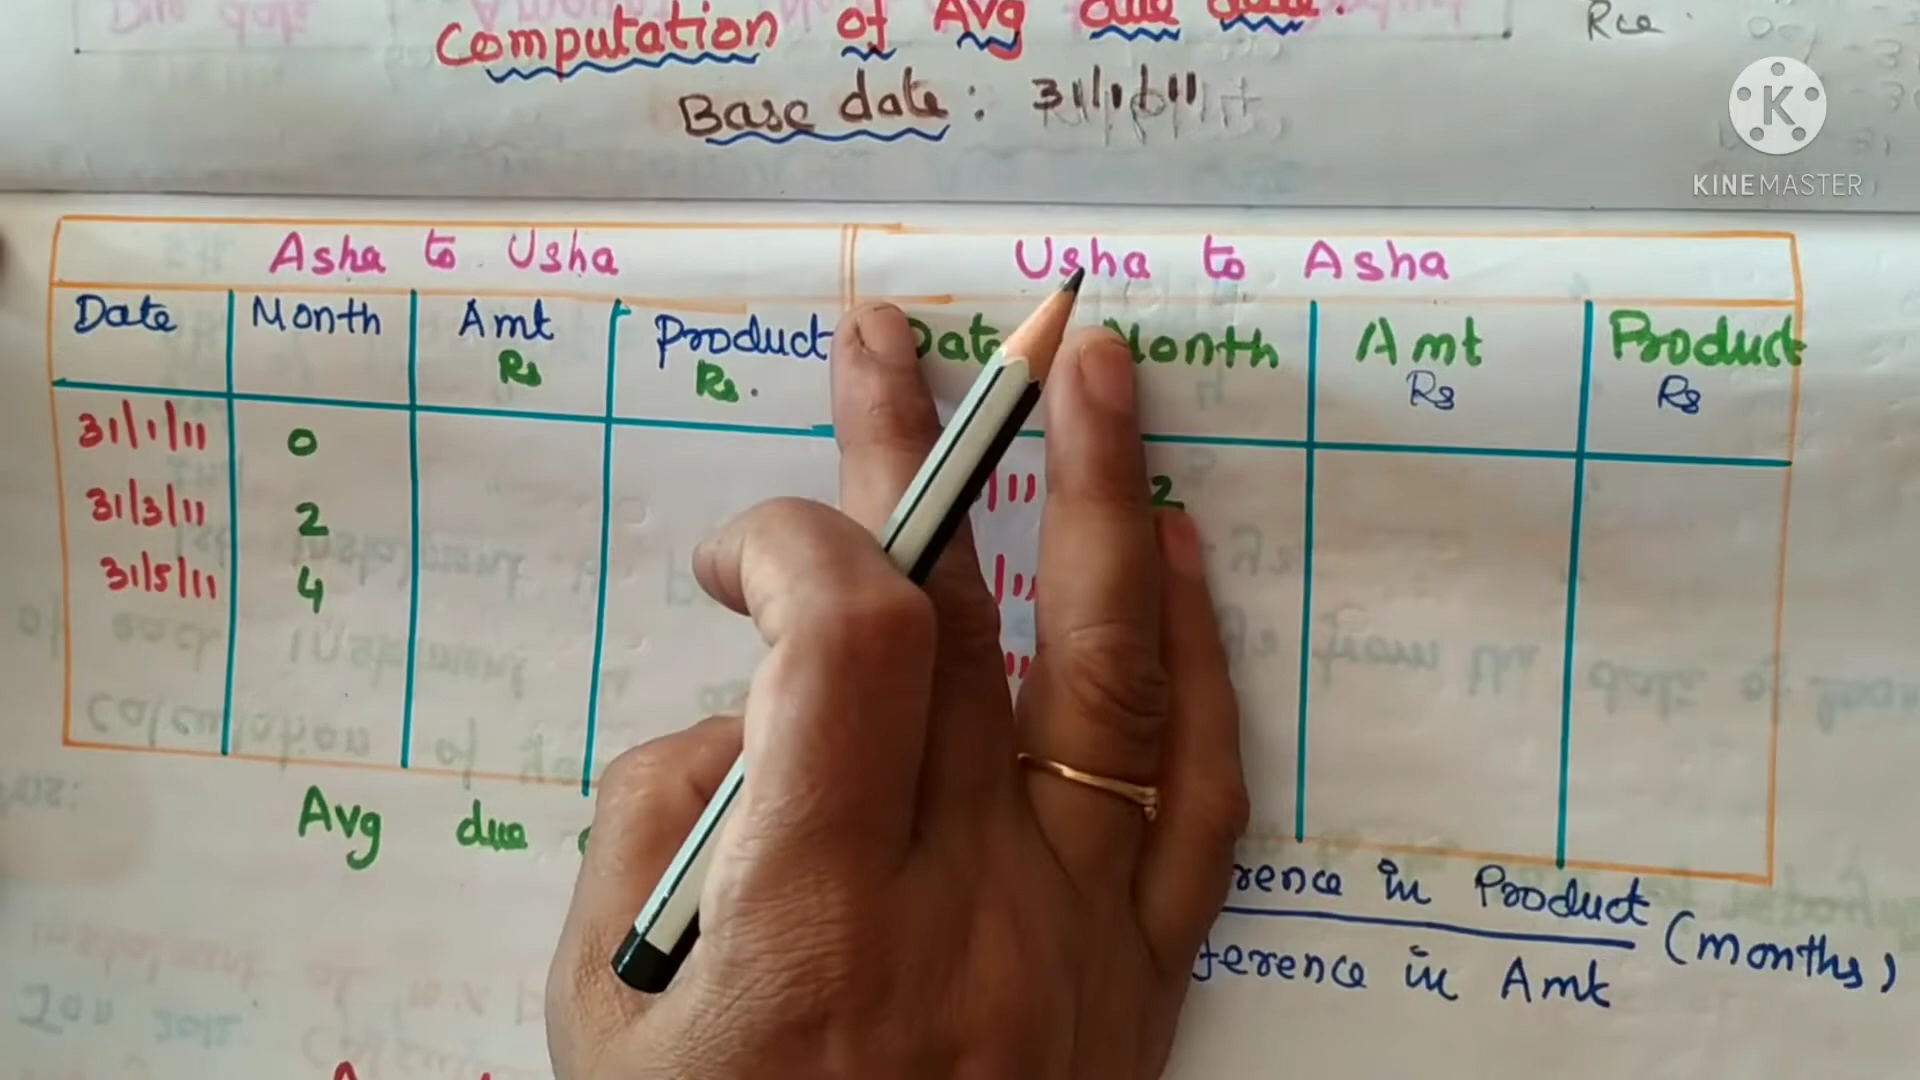 Computation of Avg due date.
Base date : 31/1/11
KINEMASTER
Asha to Usha
Usha to Asha
Date Month Amt Rs Product Rs.
Date Month Amt Rs Product Rs
31/1/11 0
31/3/11 2
31/5/11 4
2
Avg due
rence in Product
ference in Amt
(months)